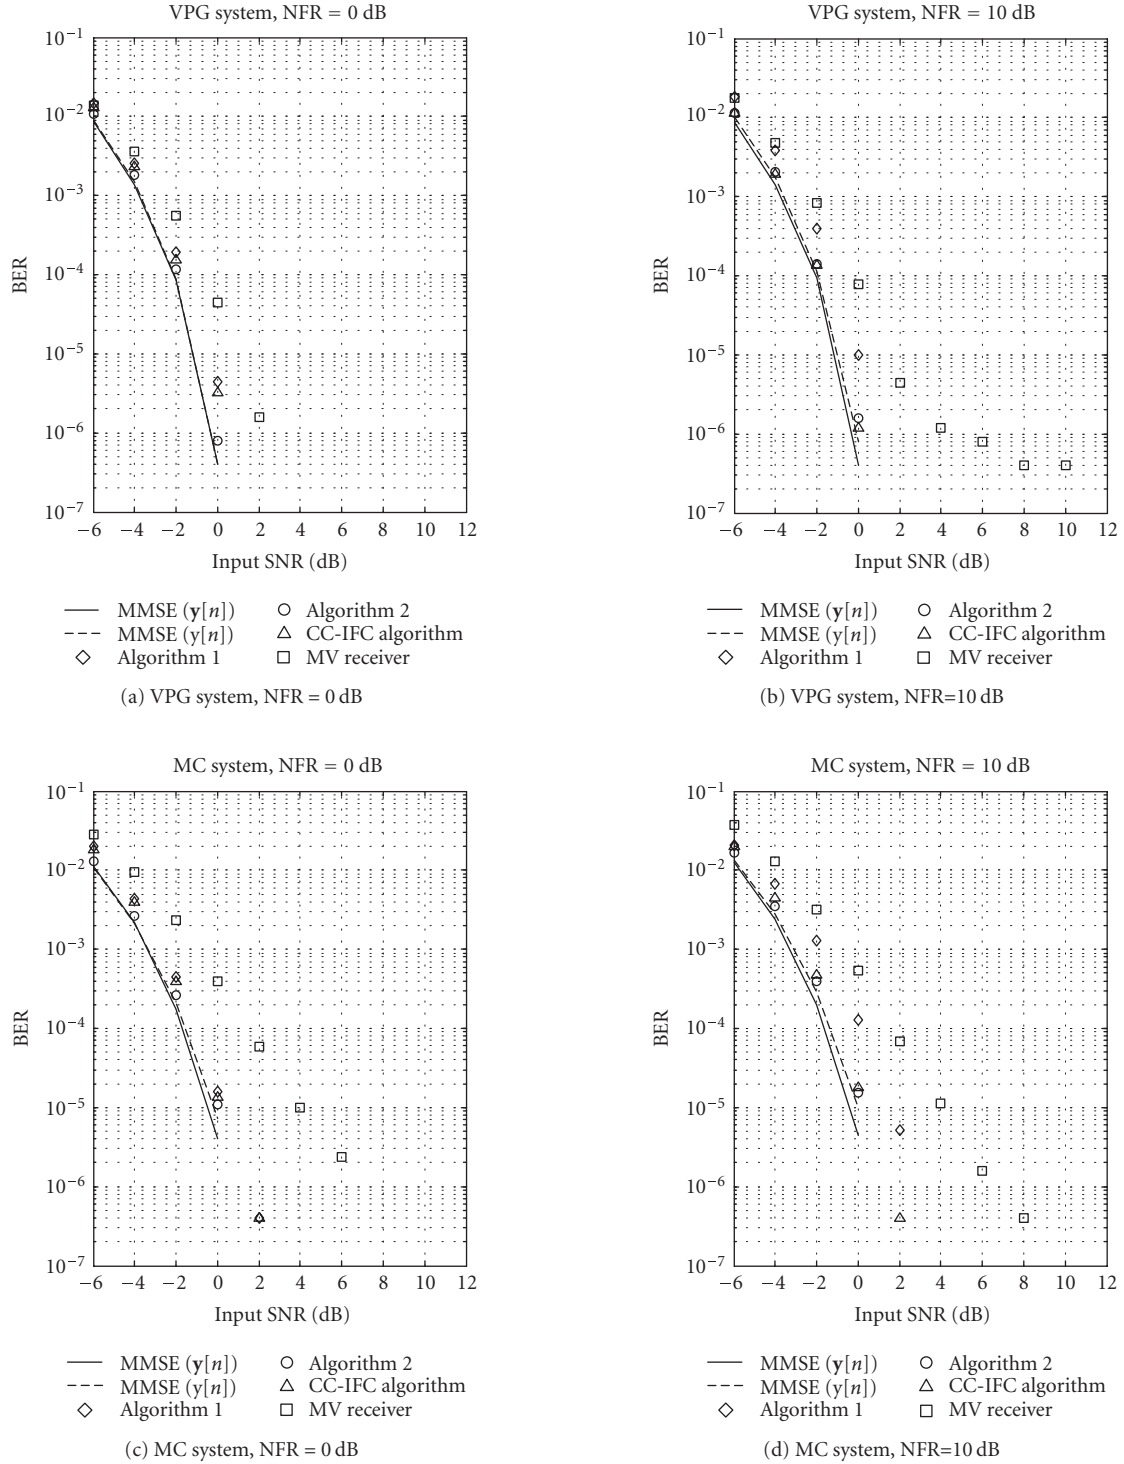 VPG system, NFR = 0 dB
10−1
10−2
10−3
10−4
10−5
10−6
10−7
BER
−6 −4 −2 0 2 4 6 8 10 12
Input SNR (dB)
MMSE (y[n])
MMSE (y[n])
Algorithm 1
Algorithm 2
CC-IFC algorithm
MV receiver
(a) VPG system, NFR = 0 dB
VPG system, NFR = 10 dB
10−1
10−2
10−3
10−4
10−5
10−6
10−7
BER
−6 −4 −2 0 2 4 6 8 10 12
Input SNR (dB)
MMSE (y[n])
MMSE (y[n])
Algorithm 1
Algorithm 2
CC-IFC algorithm
MV receiver
(b) VPG system, NFR=10 dB
MC system, NFR = 0 dB
10−1
10−2
10−3
10−4
10−5
10−6
10−7
BER
−6 −4 −2 0 2 4 6 8 10 12
Input SNR (dB)
MMSE (y[n])
MMSE (y[n])
Algorithm 1
Algorithm 2
CC-IFC algorithm
MV receiver
(c) MC system, NFR = 0 dB
MC system, NFR = 10 dB
10−1
10−2
10−3
10−4
10−5
10−6
10−7
BER
−6 −4 −2 0 2 4 6 8 10 12
Input SNR (dB)
MMSE (y[n])
MMSE (y[n])
Algorithm 1
Algorithm 2
CC-IFC algorithm
MV receiver
(d) MC system, NFR=10 dB